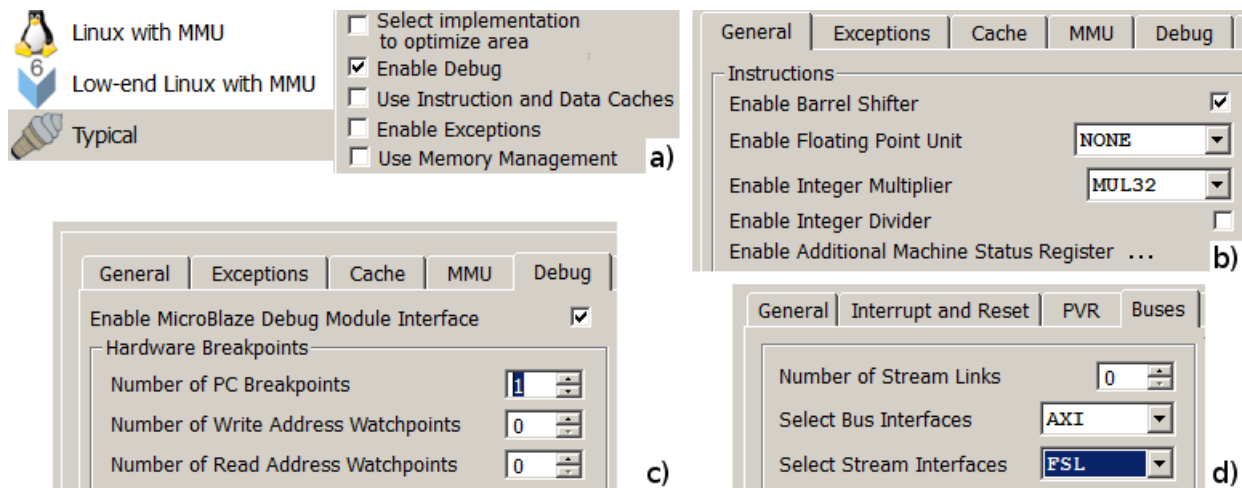 Linux with MMU
6
Low-end Linux with MMU
Typical
Select implementation
to optimize area
Enable Debug
Use Instruction and Data Caches
Enable Exceptions
Use Memory Management
a)
General Exceptions Cache MMU Debug
Instructions
Enable Barrel Shifter
Enable Floating Point Unit NONE
Enable Integer Multiplier MUL32
Enable Integer Divider
Enable Additional Machine Status Register ...
b)
General Exceptions Cache MMU Debug
Enable MicroBlaze Debug Module Interface
Hardware Breakpoints
Number of PC Breakpoints 1
Number of Write Address Watchpoints 0
Number of Read Address Watchpoints 0
c)
General Interrupt and Reset PVR Buses
Number of Stream Links 0
Select Bus Interfaces AXI
Select Stream Interfaces FSL
d)